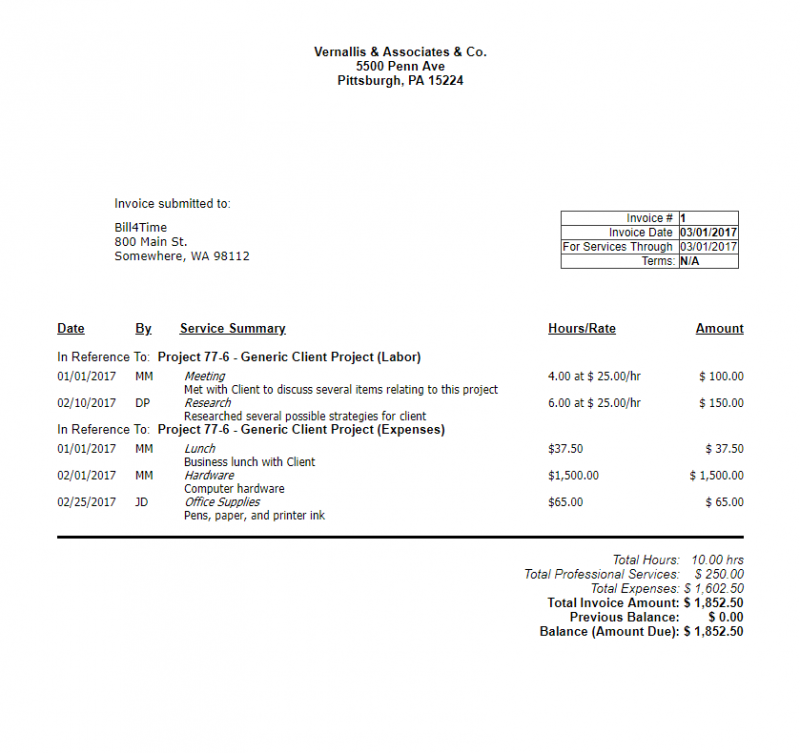 Vernallis & Associates & Co.
5500 Penn Ave
Pittsburgh, PA 15224
Invoice submitted to:
Bill4Time
800 Main St.
Somewhere, WA 98112
Invoice # 1
Invoice Date 03/01/2017
For Services Through 03/01/2017
Terms: N/A
Date By Service Summary Hours/Rate Amount
In Reference To: Project 77-6 - Generic Client Project (Labor)
01/01/2017 MM Meeting 4.00 at $ 25.00/hr $ 100.00
Met with Client to discuss several items relating to this project
02/10/2017 DP Research 6.00 at $ 25.00/hr $ 150.00
Researched several possible strategies for client
In Reference To: Project 77-6 - Generic Client Project (Expenses)
01/01/2017 MM Lunch $37.50 $ 37.50
Business lunch with Client
02/01/2017 MM Hardware $1,500.00 $ 1,500.00
Computer hardware
02/25/2017 JD Office Supplies $65.00 $ 65.00
Pens, paper, and printer ink
Total Hours: 10.00 hrs
Total Professional Services: $ 250.00
Total Expenses: $ 1,602.50
Total Invoice Amount: $ 1,852.50
Previous Balance: $ 0.00
Balance (Amount Due): $ 1,852.50